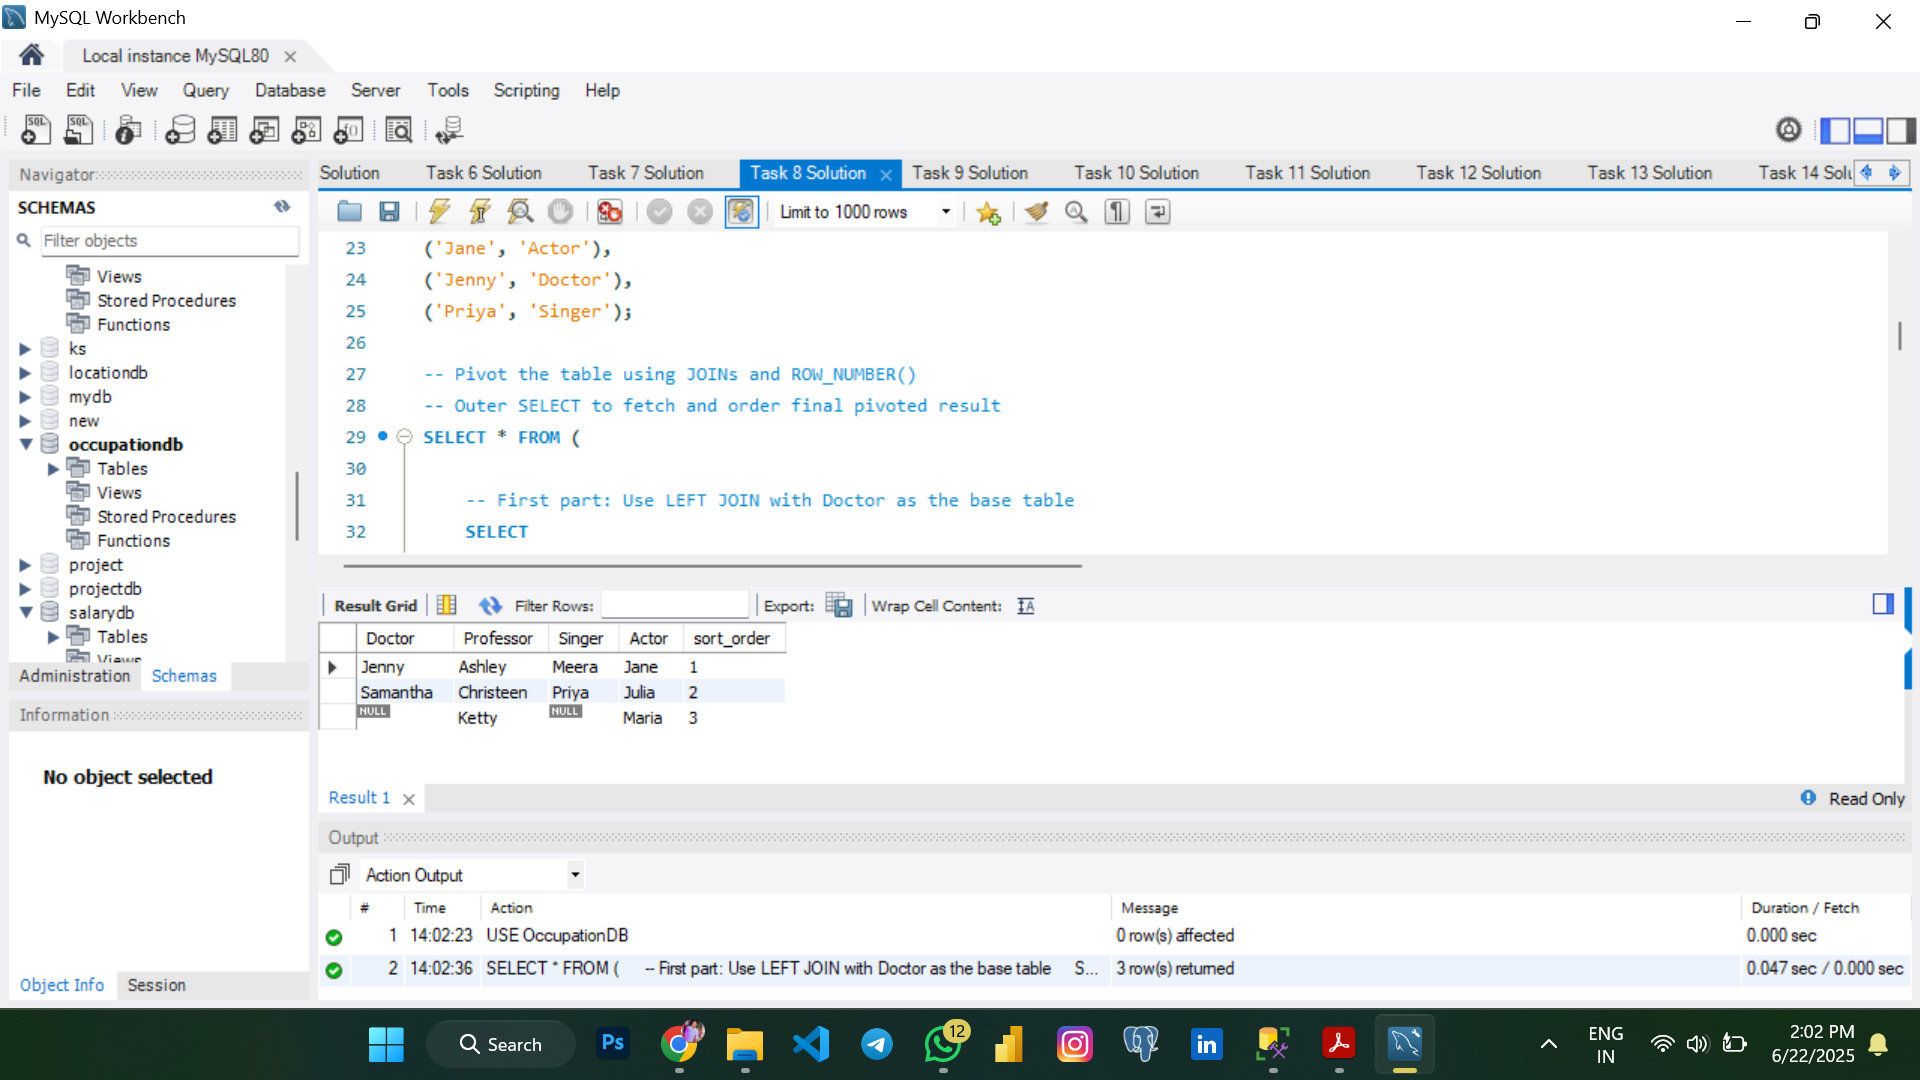 MySQL Workbench
Local instance MySQL80
File Edit View Query Database Server Tools Scripting Help
Navigator
SCHEMAS
Filter objects
Views
Stored Procedures
Functions
ks
locationdb
mydb
new
occupationdb
Tables
Views
Stored Procedures
Functions
project
projectdb
salarydb
Tables
Views
Administration Schemas
Information
No object selected
Object Info Session
Solution Task 6 Solution Task 7 Solution Task 8 Solution Task 9 Solution Task 10 Solution Task 11 Solution Task 12 Solution Task 13 Solution Task 14 Solu
Limit to 1000 rows
23 ('Jane', 'Actor'),
24 ('Jenny', 'Doctor'),
25 ('Priya', 'Singer');
26
27 -- Pivot the table using JOINs and ROW_NUMBER()
28 -- Outer SELECT to fetch and order final pivoted result
29 SELECT * FROM (
30
31 -- First part: Use LEFT JOIN with Doctor as the base table
32 SELECT
Result Grid Filter Rows: Export: Wrap Cell Content:
Doctor Professor Singer Actor sort_order
Jenny Ashley Meera Jane 1
Samantha Christeen Priya Julia 2
NULL Ketty NULL Maria 3
Result 1 Read Only
Output
Action Output
# Time Action Message Duration / Fetch
1 14:02:23 USE OccupationDB 0 row(s) affected 0.000 sec
2 14:02:36 SELECT * FROM ( -- First part: Use LEFT JOIN with Doctor as the base table S... 3 row(s) returned 0.047 sec / 0.000 sec
Search
Ps
12
in
ENG
IN
2:02 PM
6/22/2025